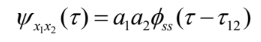 ψ_{x₁x₂}(τ) = a₁a₂ϕ_{ss}(τ − τ₁₂)